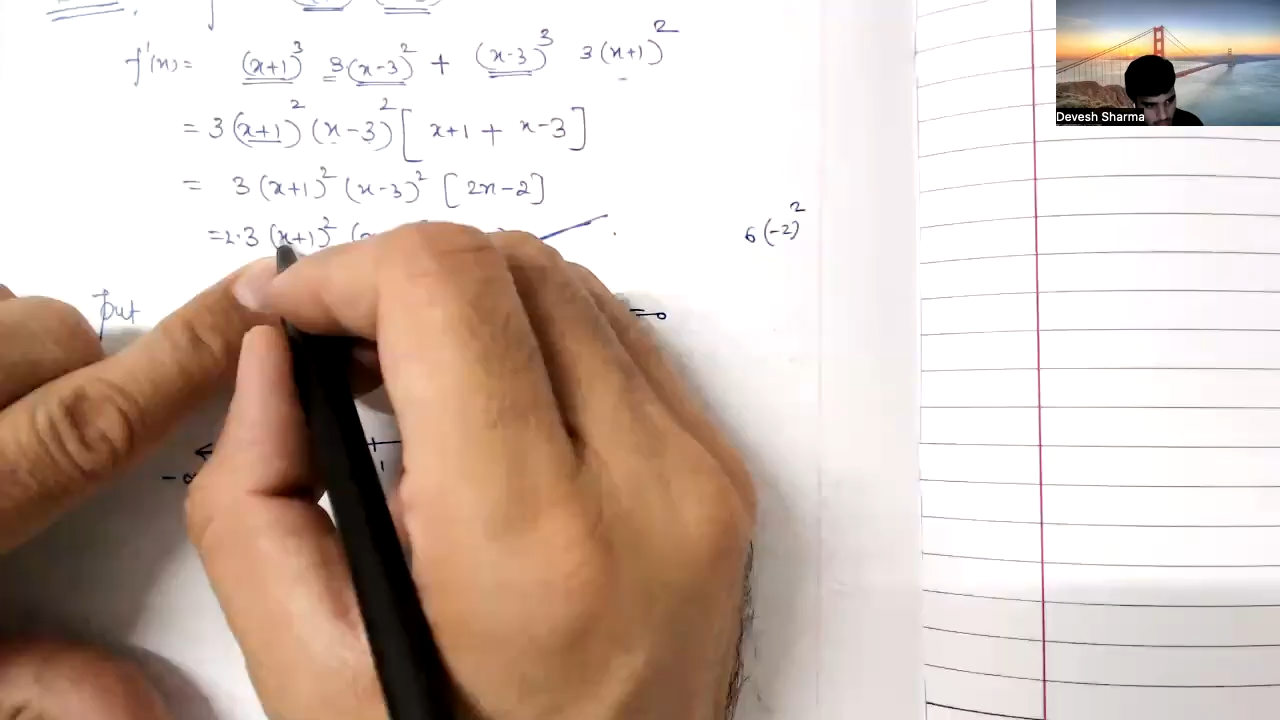 f'(x) = (x+1)³ 3(x-3)² + (x-3)³ 3(x+1)²
= 3(x+1)² (x-3)² [ x+1 + x-3 ]
= 3(x+1)² (x-3)² [2x-2]
=2·3 (x+1)² (
6(-2)²
Put
=0
Devesh Sharma